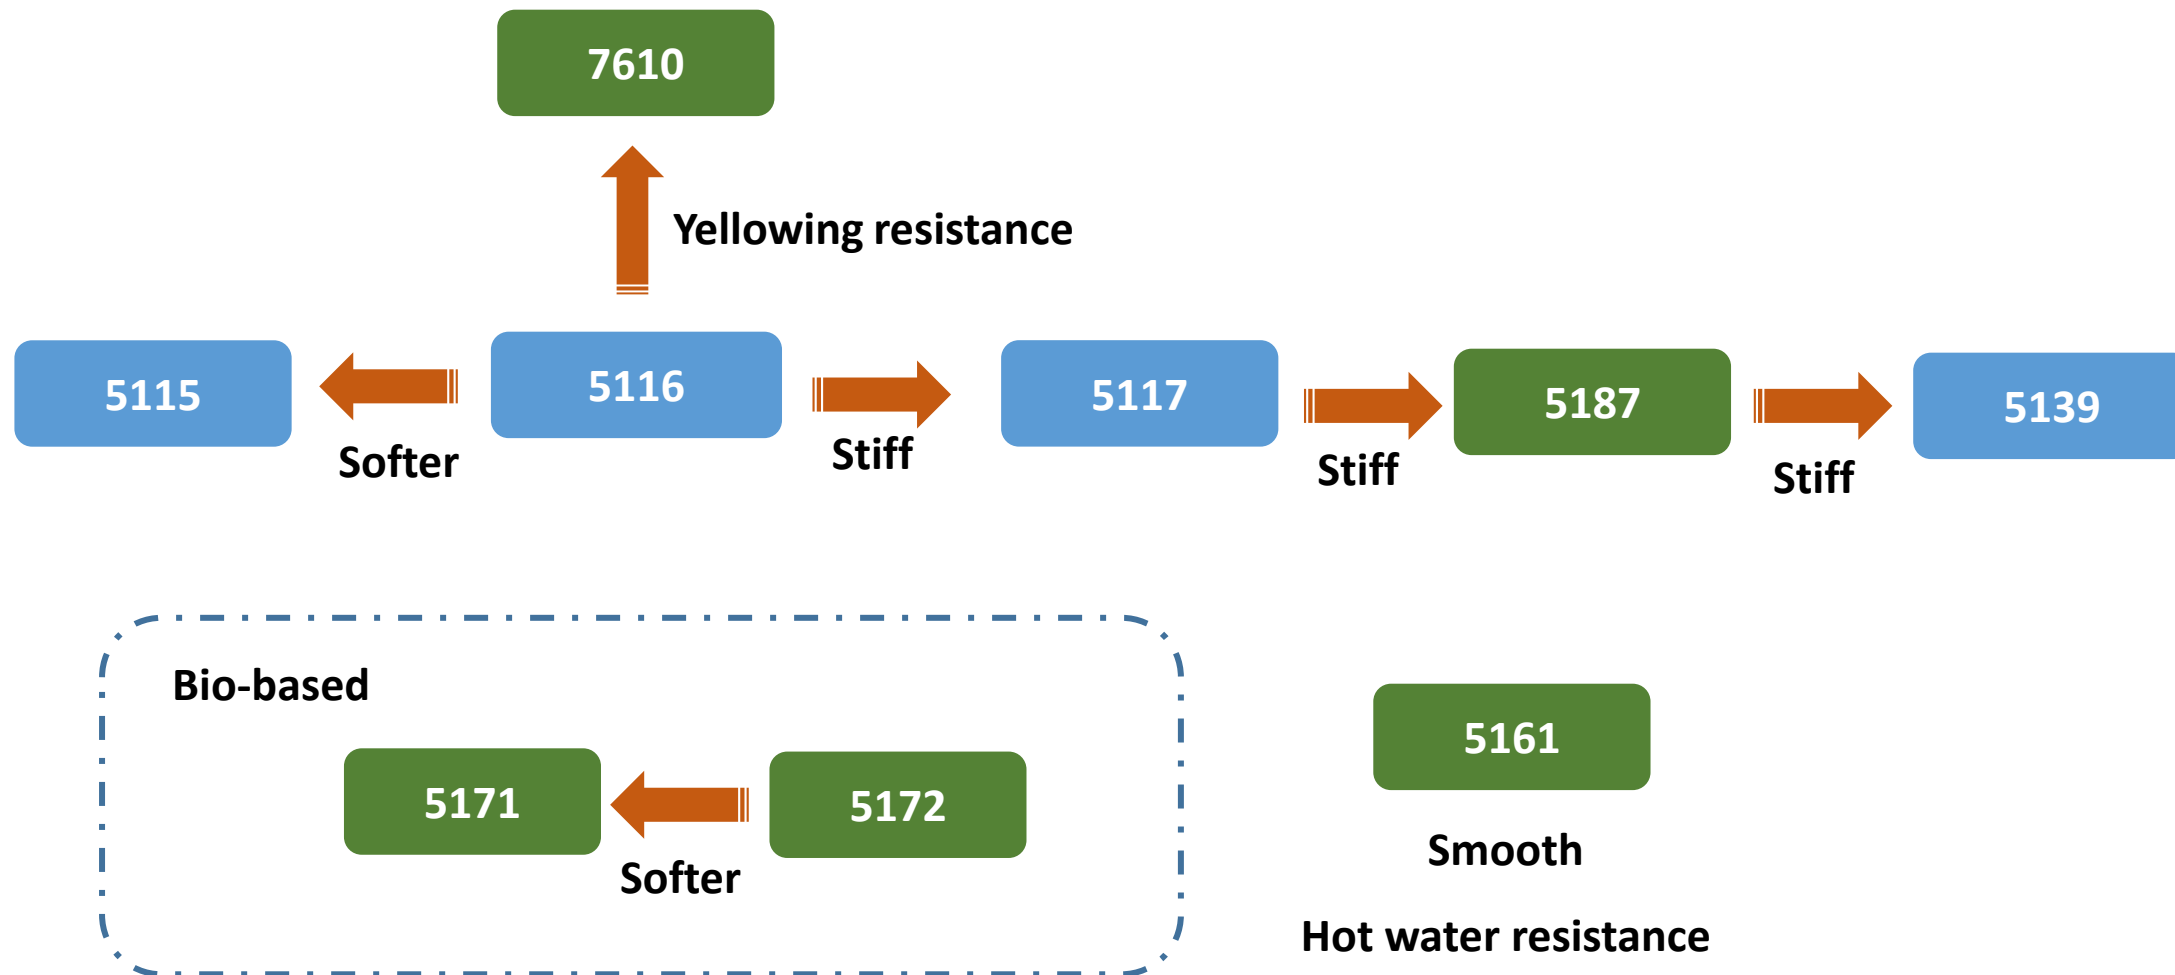 7610
Yellowing resistance
5115
5116
5117
5187
5139
Softer
Stiff
Stiff
Stiff
Bio-based
5171
5172
Softer
5161
Smooth
Hot water resistance